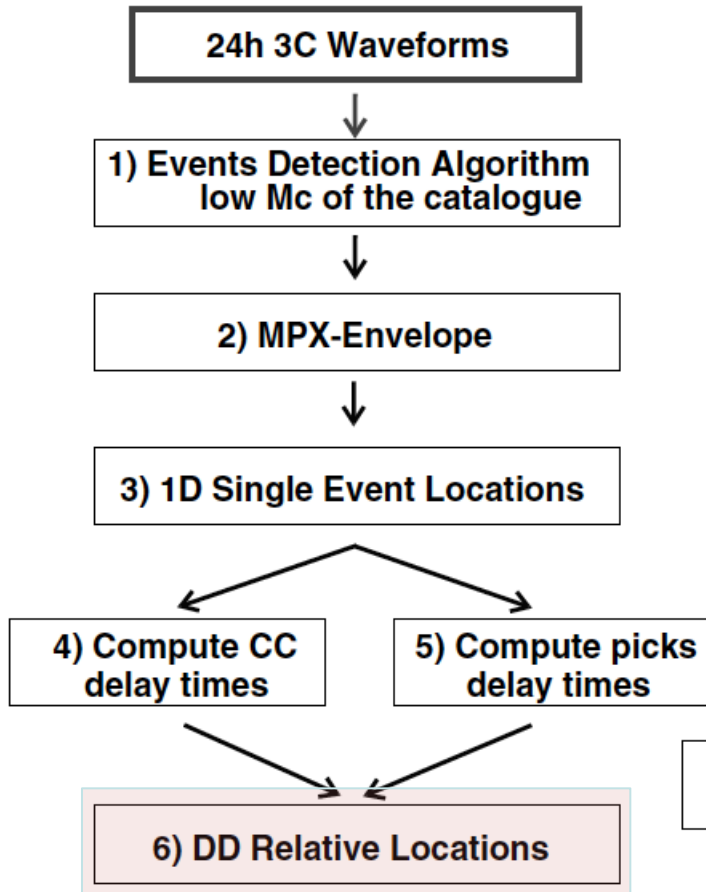 24h 3C Waveforms
1) Events Detection Algorithm
low Mc of the catalogue
2) MPX-Envelope
3) 1D Single Event Locations
4) Compute CC
delay times
5) Compute picks
delay times
6) DD Relative Locations